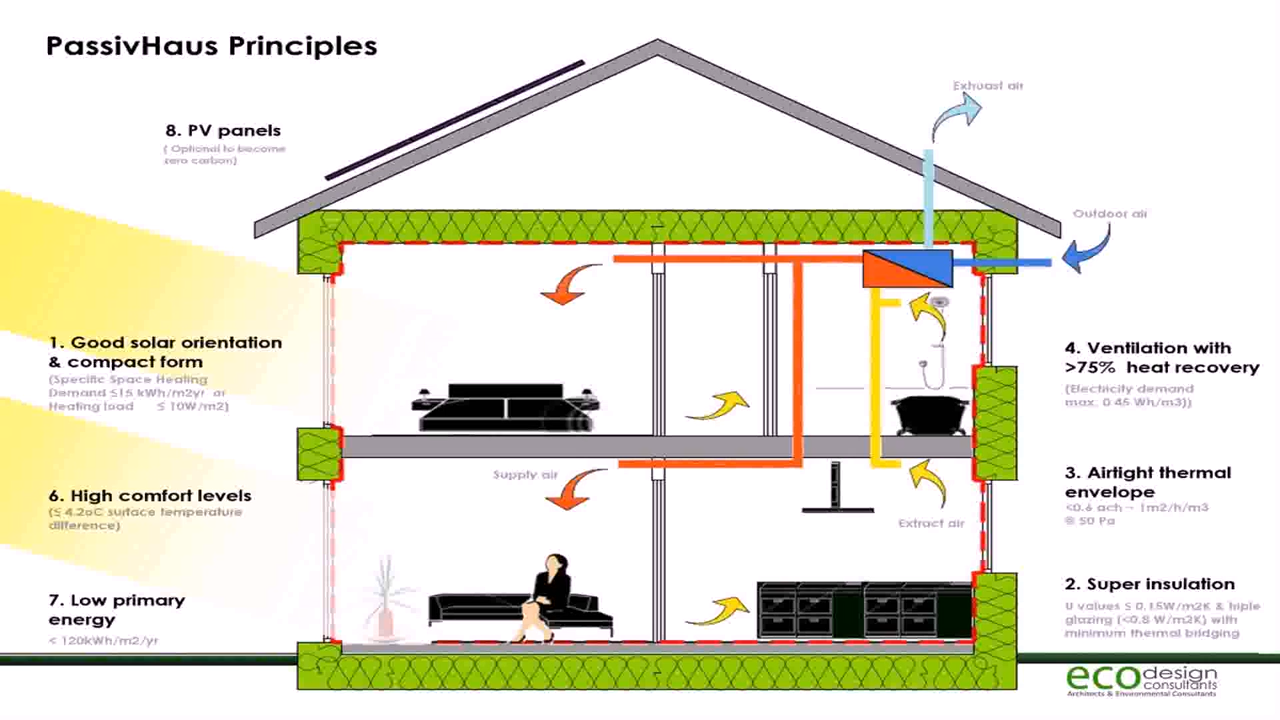 PassivHaus Principles
8. PV panels
( Optional to become
zero carbon)
Exhuast air
Outdoor air
1. Good solar orientation
& compact form
(Specific Space Heating
Demand ≤15 kWh/m2yr or
Heating load ≤ 10W/m2)
4. Ventilation with
>75% heat recovery
(Electricity demand
max. 0.45 Wh/m3))
Supply air
Extract air
6. High comfort levels
(≤ 4.2oC surface temperature
difference)
3. Airtight thermal
envelope
<0.6 ach ~ 1m2/h/m3
@ 50 Pa
7. Low primary
energy
< 120kWh/m2/yr
2. Super insulation
U values ≤ 0.15W/m2K & triple
glazing (<0.8 W/m2K) with
minimum thermal bridging
eco design
consultants
Architects & Environmental Consultants